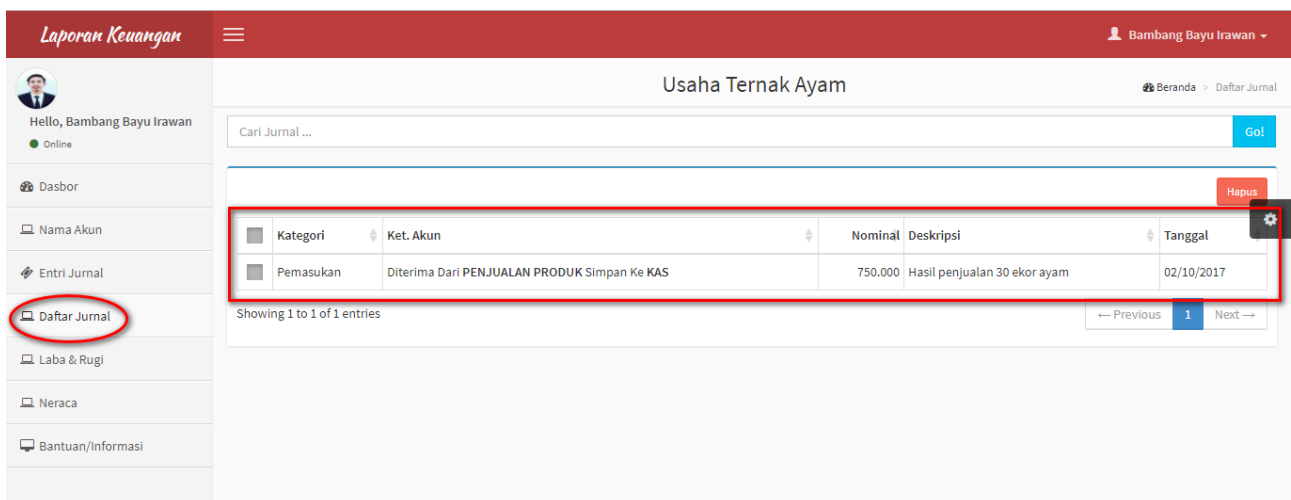 Laporan Keuangan
Bambang Bayu Irawan
Usaha Ternak Ayam
Beranda > Daftar Jurnal
Hello, Bambang Bayu Irawan
Online
Cari Jurnal ...
Go!
Dasbor
Nama Akun
Entri Jurnal
Daftar Jurnal
Laba & Rugi
Neraca
Bantuan/Informasi
Hapus
Kategori Ket. Akun Nominal Deskripsi Tanggal
Pemasukan Diterima Dari PENJUALAN PRODUK Simpan Ke KAS 750.000 Hasil penjualan 30 ekor ayam 02/10/2017
Showing 1 to 1 of 1 entries
← Previous 1 Next →